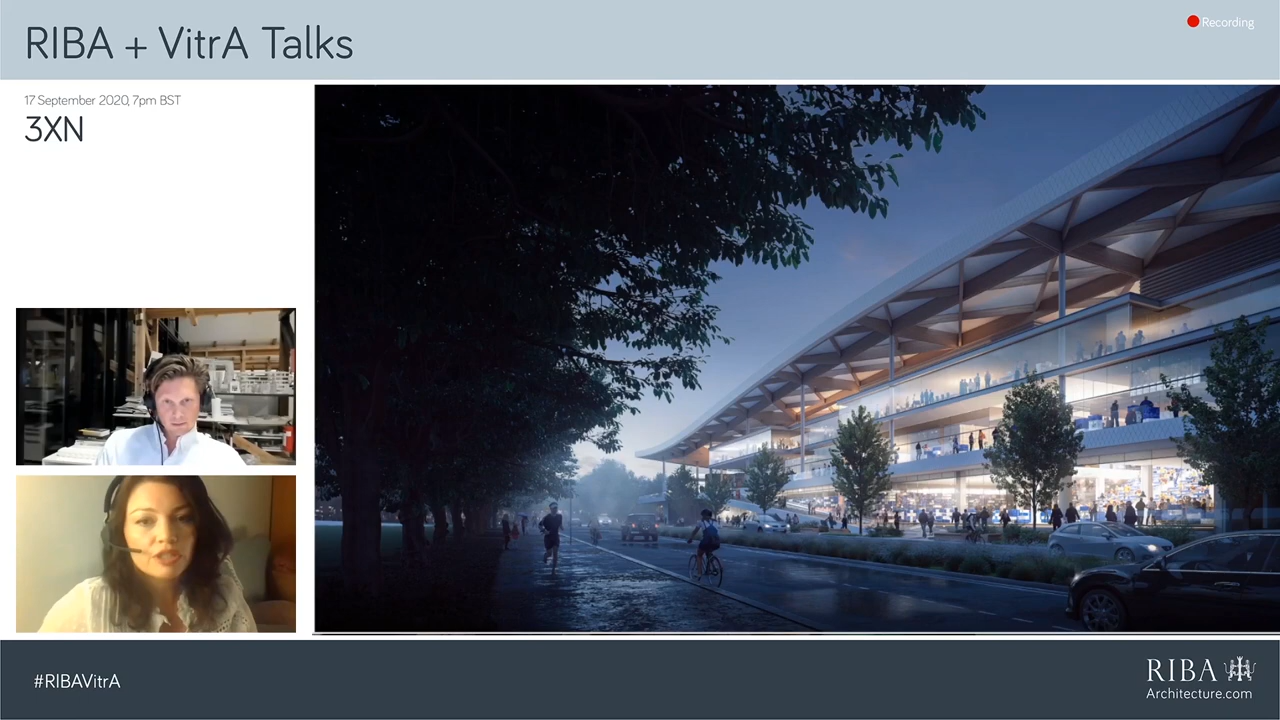 RIBA + VitrA Talks
Recording
17 September 2020, 7pm BST
3XN
#RIBAVitrA
RIBA
Architecture.com